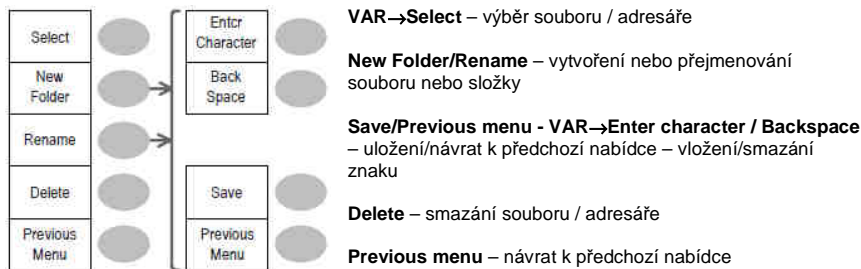 Select
New
Folder
Rename
Delete
Previous
Menu
Enter
Character
Back
Space
Save
Previous
Menu
VAR→Select – výběr souboru / adresáře
New Folder/Rename – vytvoření nebo přejmenování
souboru nebo složky
Save/Previous menu - VAR→Enter character / Backspace
– uložení/návrat k předchozí nabídce – vložení/smazání
znaku
Delete – smazání souboru / adresáře
Previous menu – návrat k předchozí nabídce